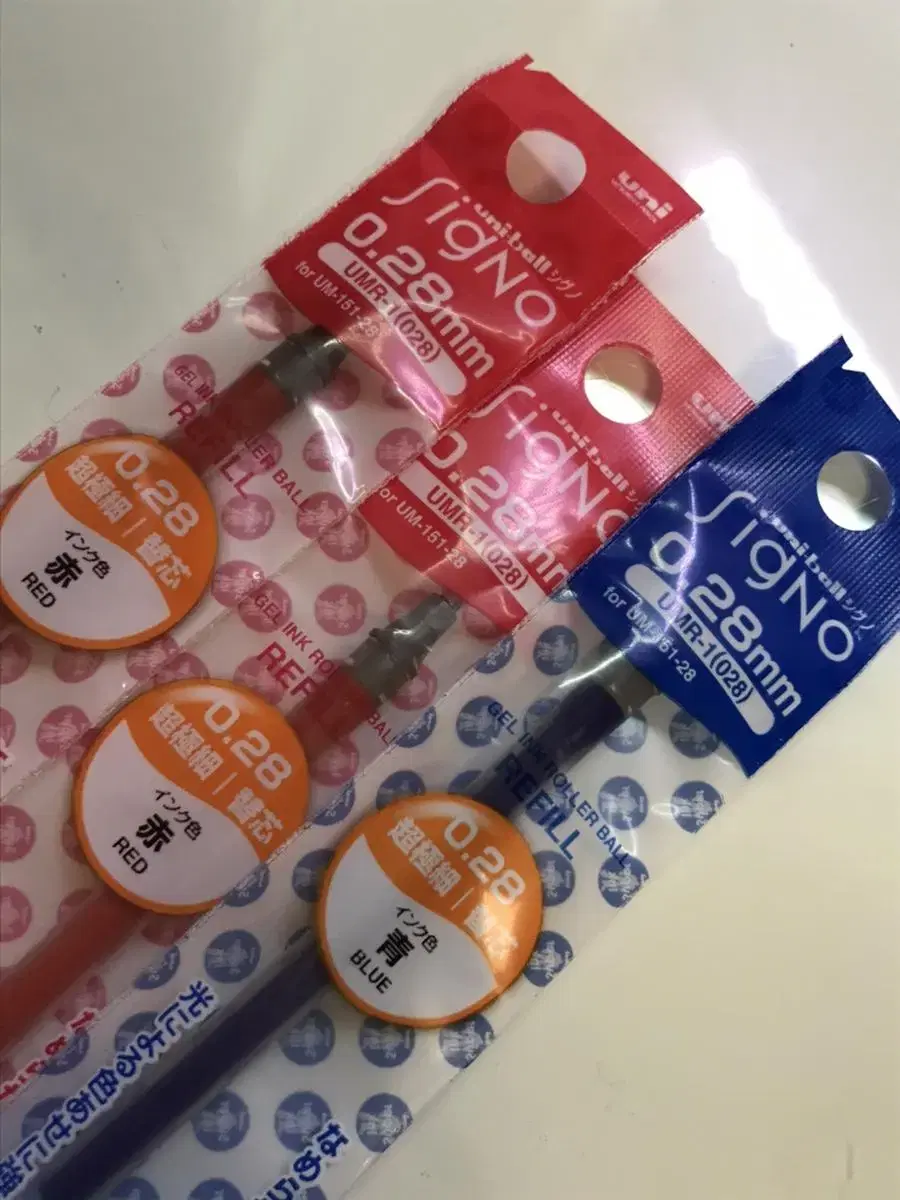 uni
uni-ball シグノ
SigNO
0.28mm
UMR-1(028)
for UM-151-28
GEL INK ROLLER BALL
REFILL
0.28
超極細 替芯
インク色
赤
RED
uni-ball シグノ
SigNO
0.28mm
UMR-1(028)
for UM-151-28
GEL INK ROLLER BALL
REFILL
0.28
超極細 替芯
インク色
赤
RED
uni-ball シグノ
SigNO
0.28mm
UMR-1(028)
for UM-151-28
GEL INK ROLLER BALL
REFILL
0.28
超極細 替芯
インク色
青
BLUE
光による色あせに強
なめら